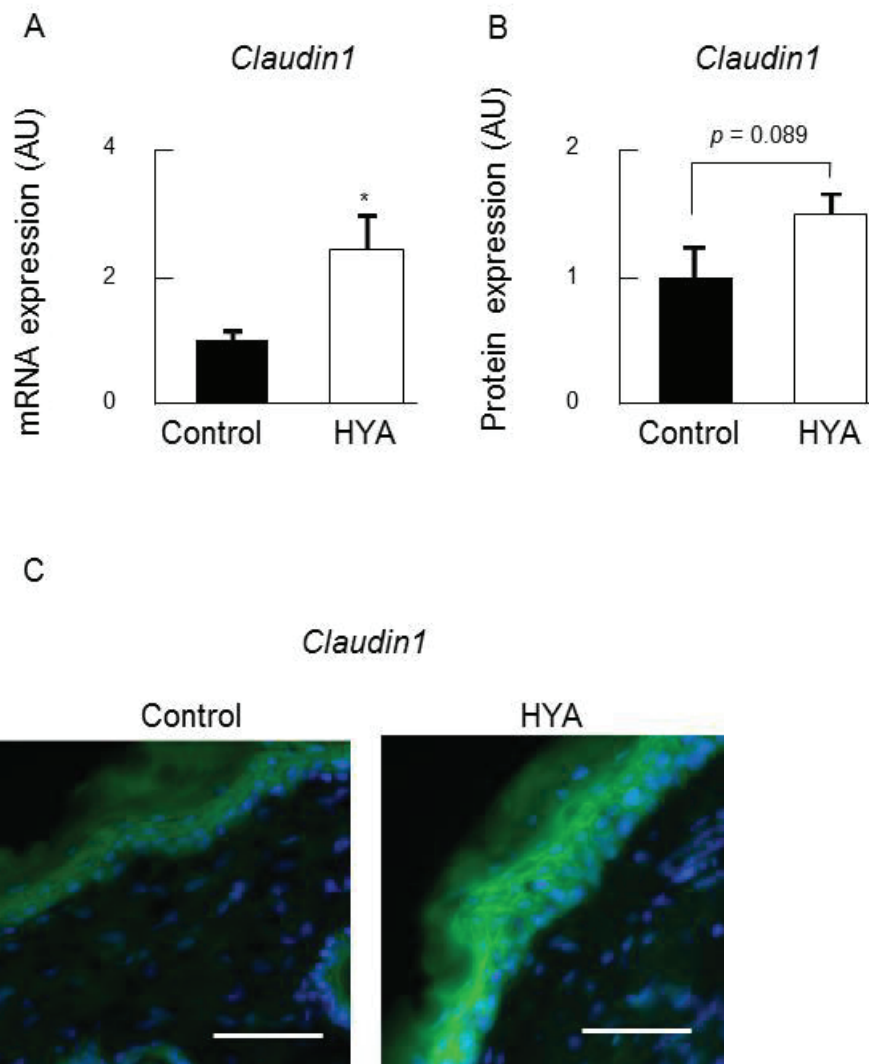 A
Claudin1
mRNA expression (AU)
4
*
2
0
Control HYA
B
Claudin1
Protein expression (AU)
2
p = 0.089
1
0
Control HYA
C
Claudin1
Control HYA